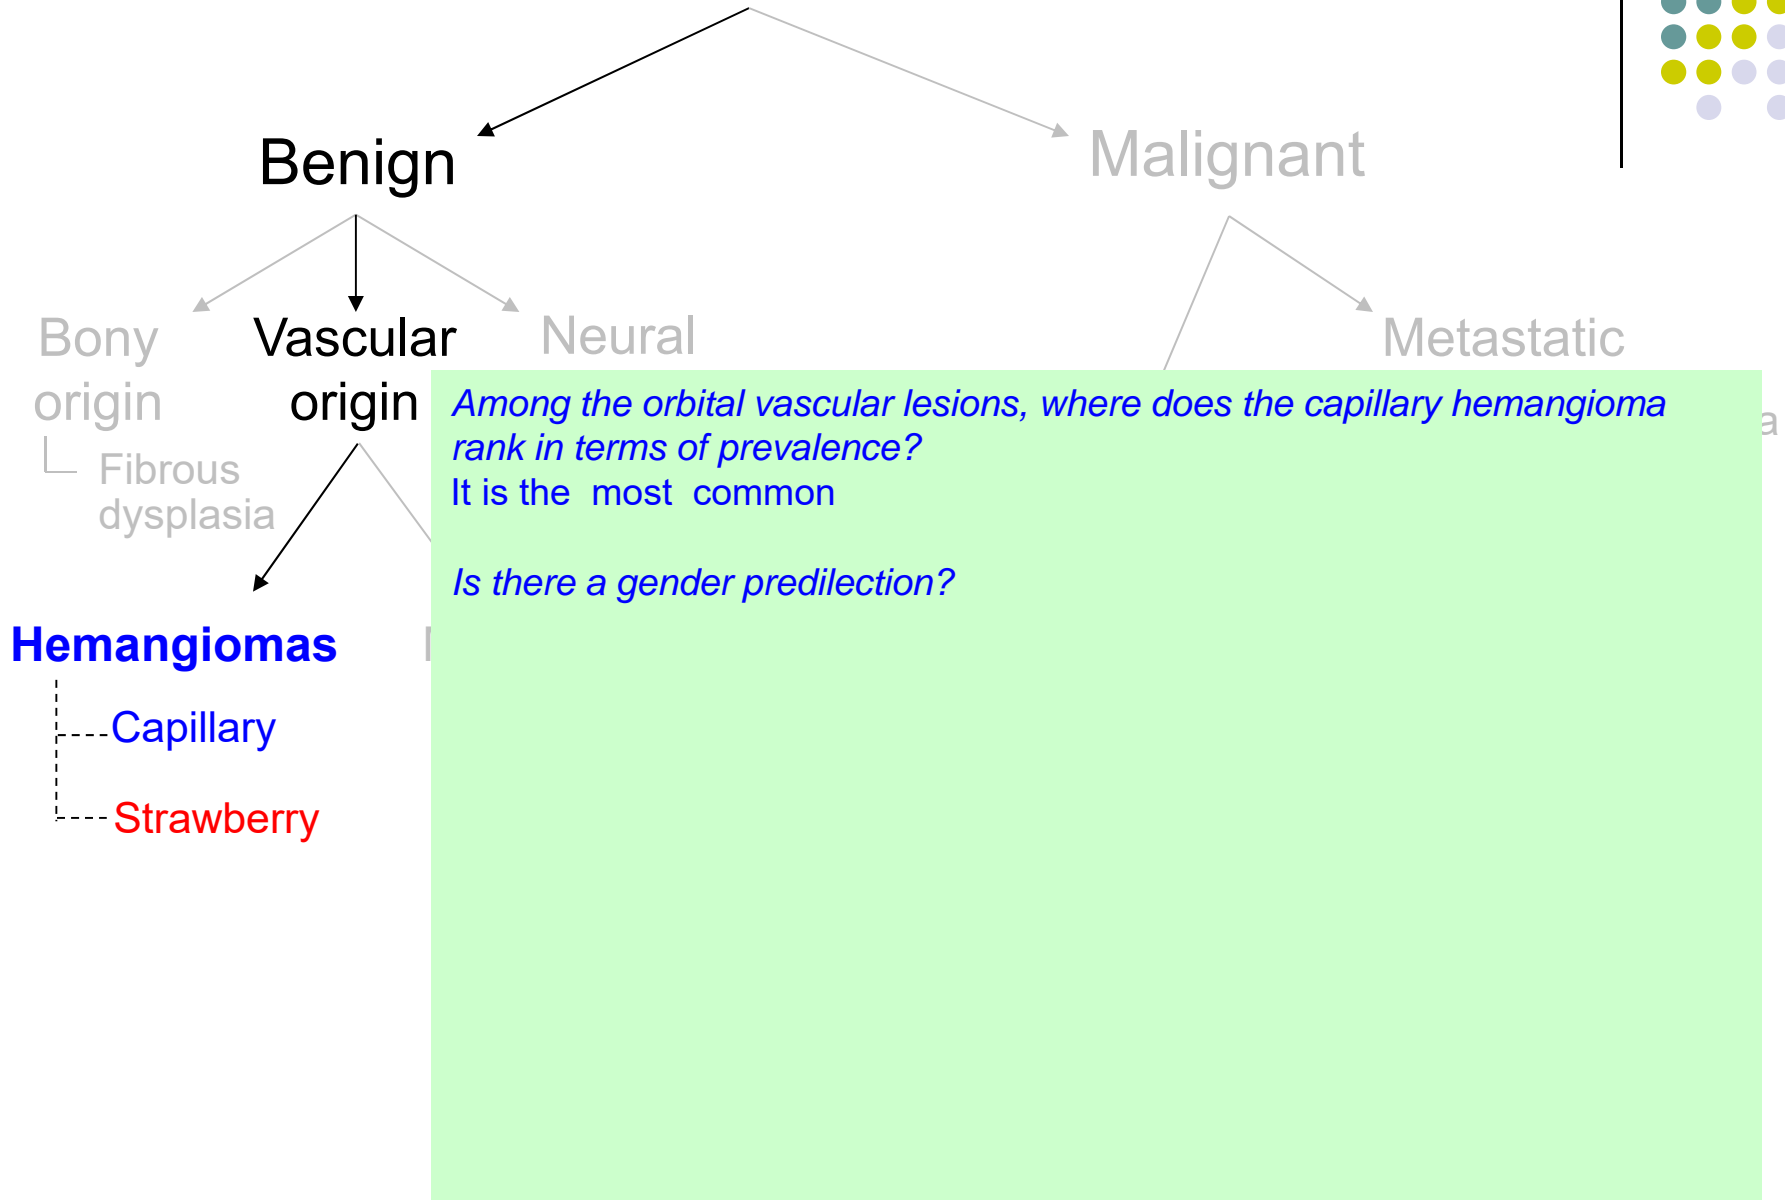 Benign
Malignant
Bony
origin
Vascular
origin
Neural
Metastatic
Fibrous
dysplasia
Among the orbital vascular lesions, where does the capillary hemangioma
rank in terms of prevalence?
It is the most common
Is there a gender predilection?
a
Hemangiomas
Capillary
Strawberry